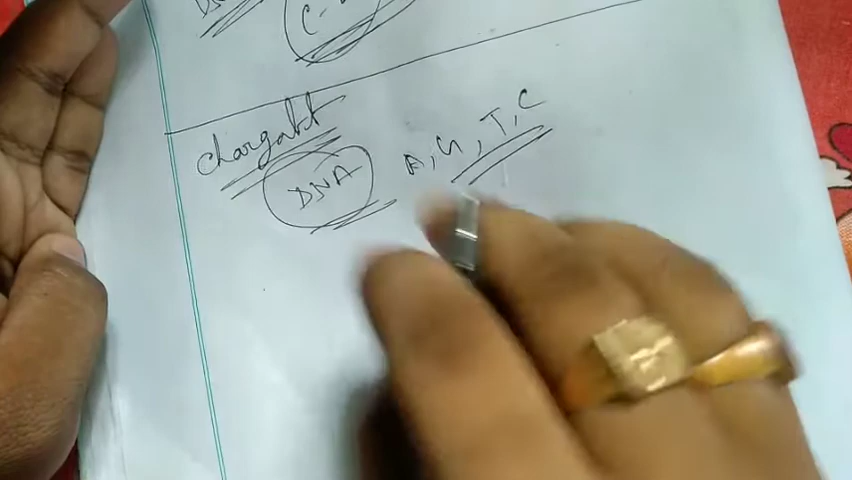 Chargaff
DNA
A, G, T, C